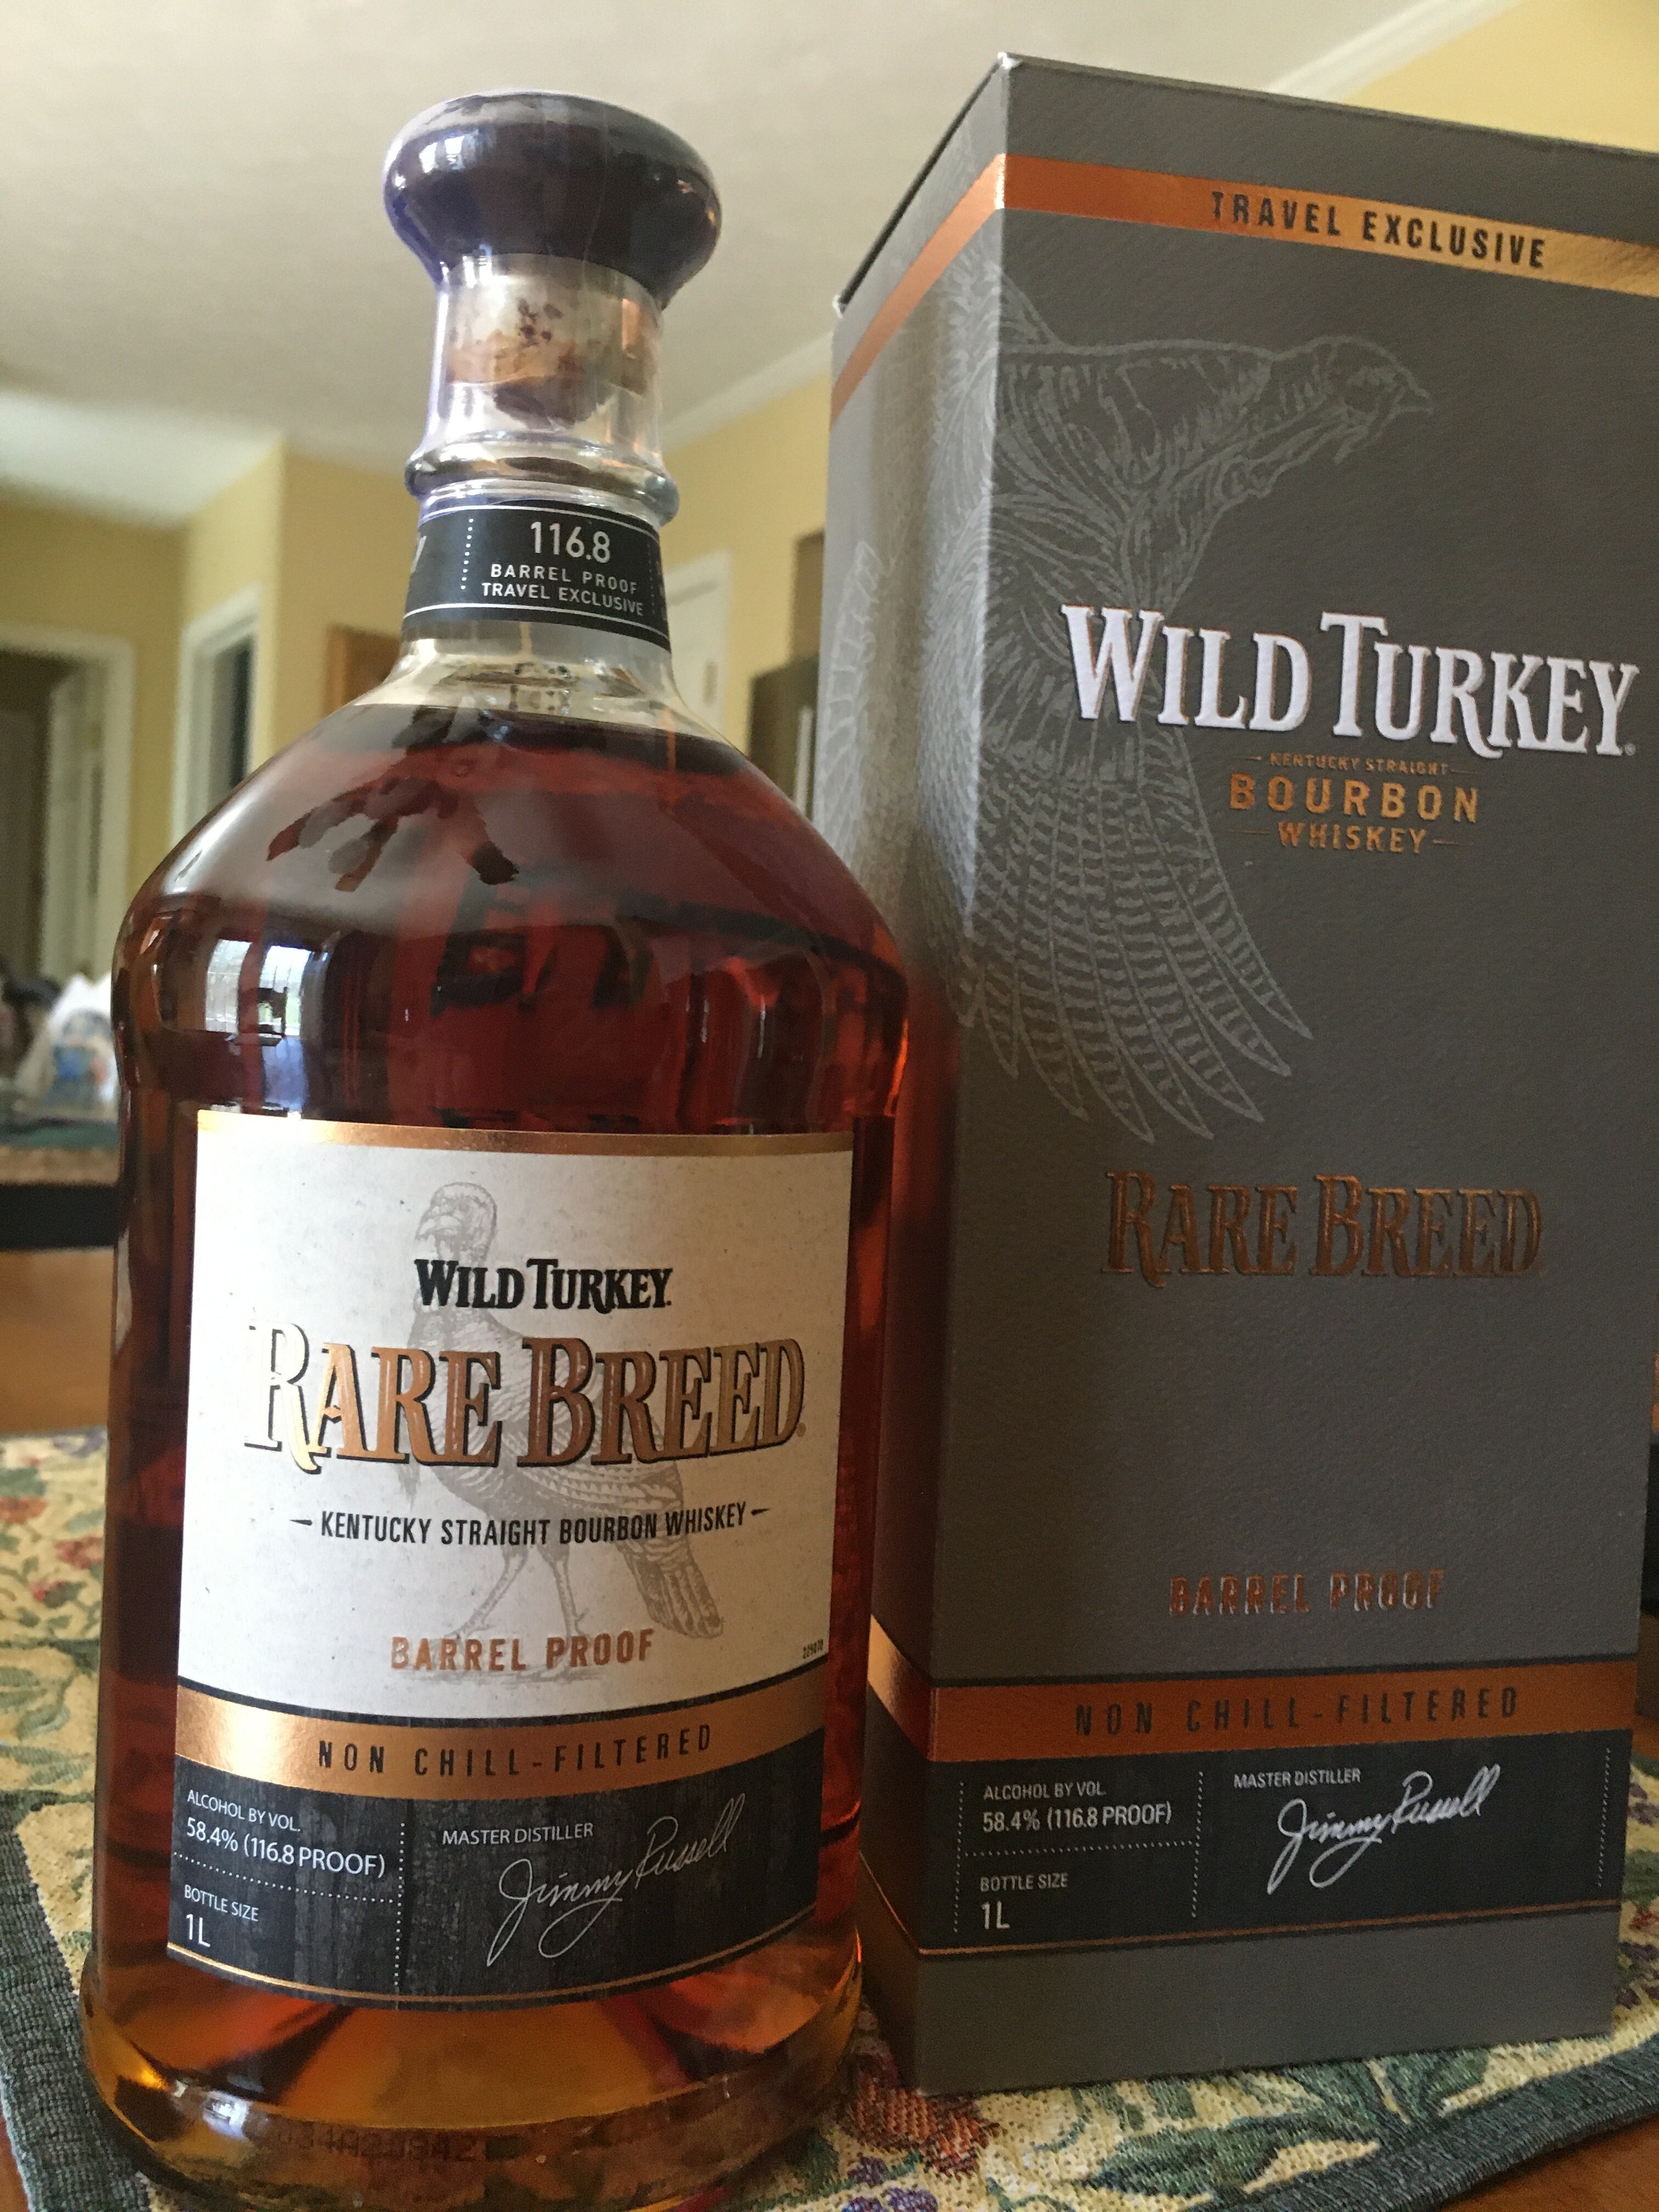 116.8
BARREL PROOF
TRAVEL EXCLUSIVE
WILD TURKEY
RARE BREED
KENTUCKY STRAIGHT BOURBON WHISKEY
BARREL PROOF
NON CHILL-FILTERED
ALCOHOL BY VOL.
58.4% (116.8 PROOF)
BOTTLE SIZE
1L
MASTER DISTILLER
Jimmy Russell
TRAVEL EXCLUSIVE
WILD TURKEY
KENTUCKY STRAIGHT
BOURBON
WHISKEY
RARE BREED
BARREL PROOF
NON CHILL-FILTERED
ALCOHOL BY VOL.
58.4% (116.8 PROOF)
BOTTLE SIZE
1L
MASTER DISTILLER
Jimmy Russell